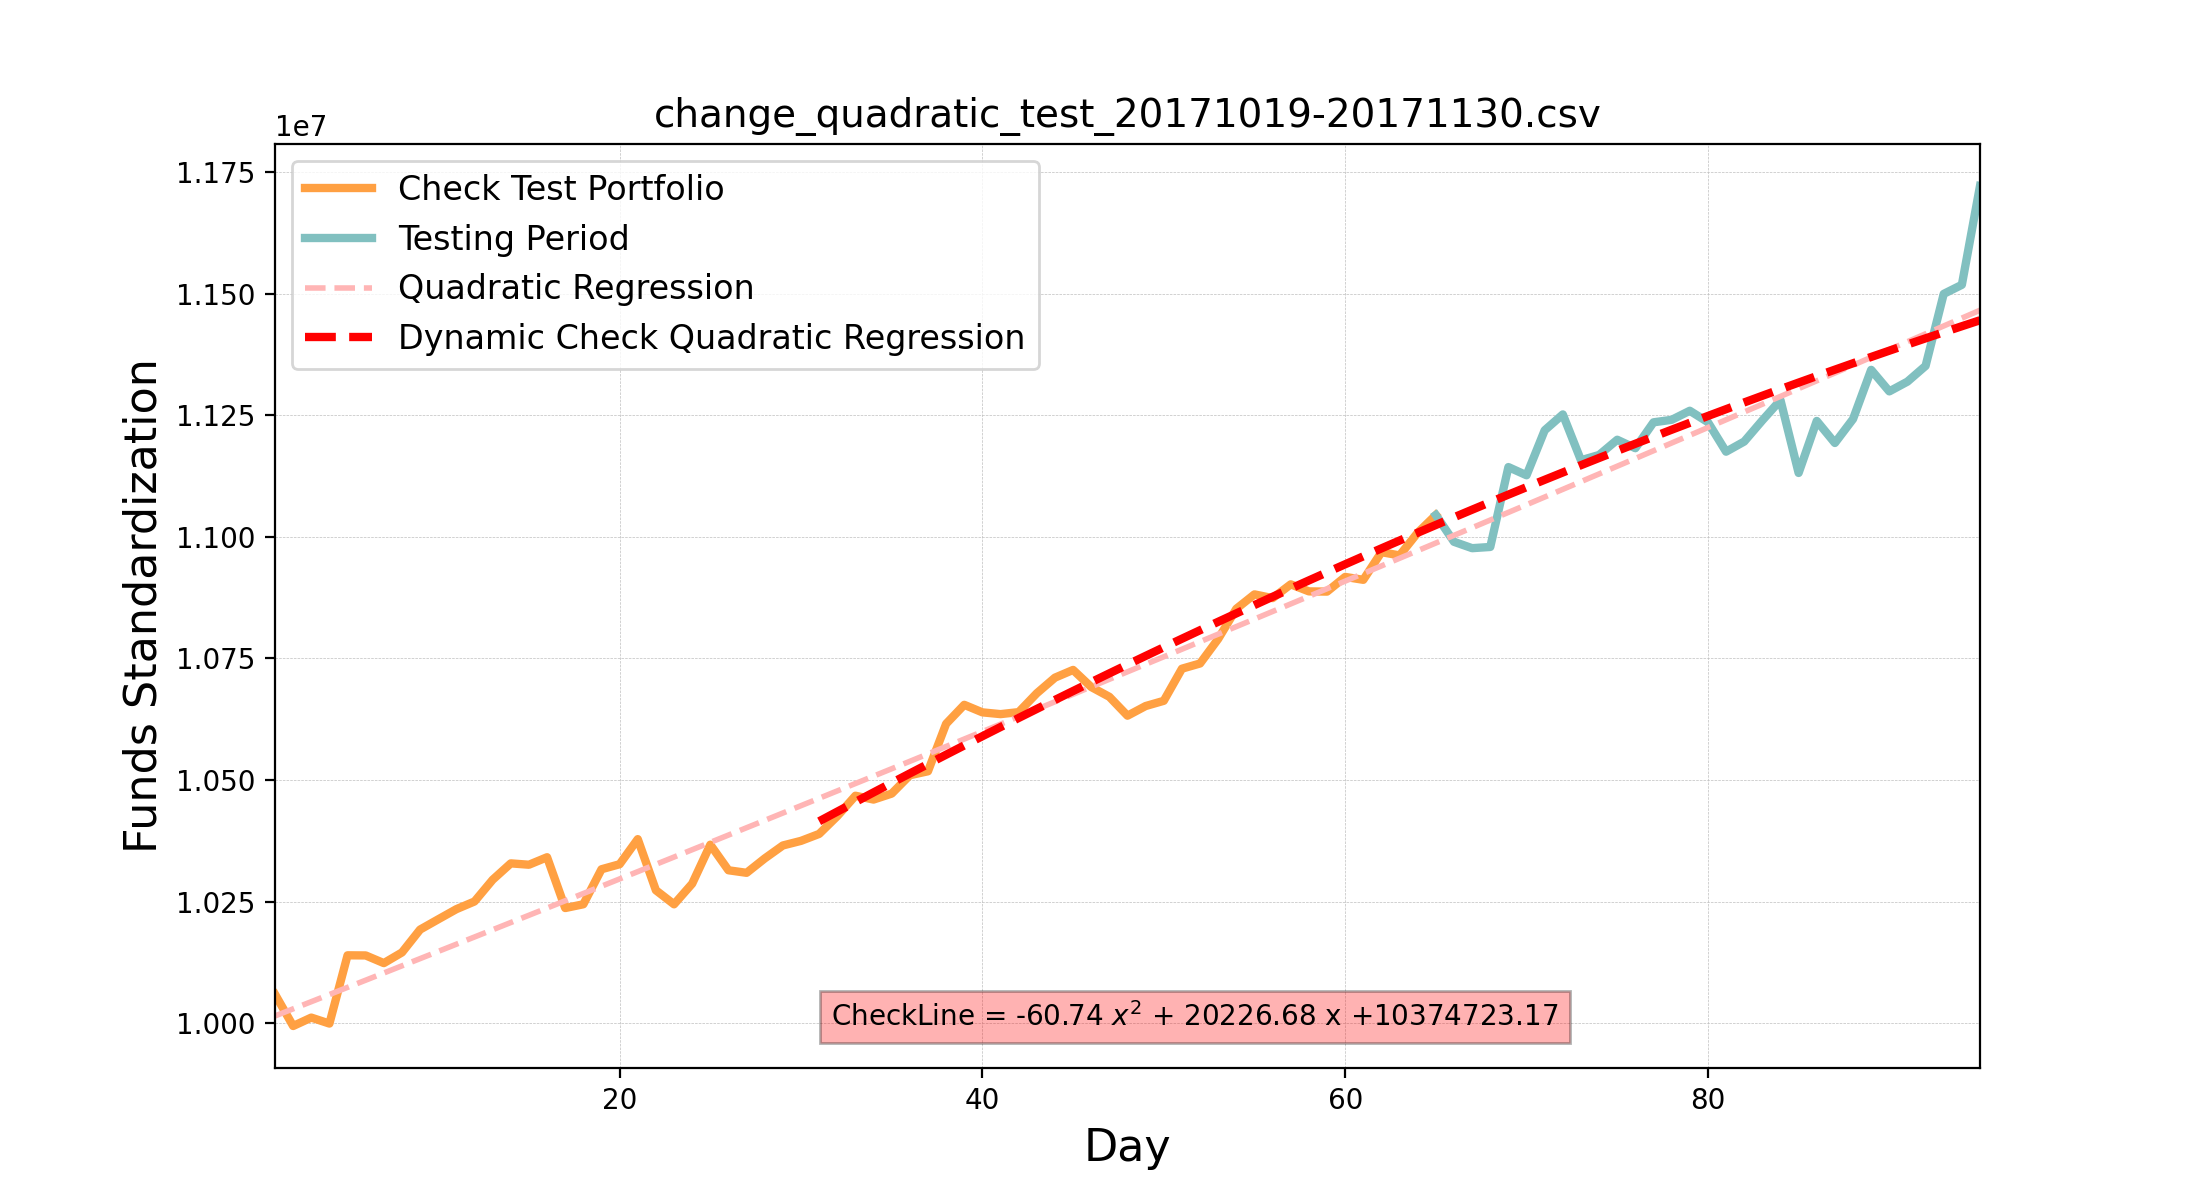 change_quadratic_test_20171019-20171130.csv
1e7
Check Test Portfolio
Testing Period
Quadratic Regression
Dynamic Check Quadratic Regression
1.175
1.150
1.125
1.100
1.075
1.050
1.025
1.000
Funds Standardization
CheckLine = -60.74 x² + 20226.68 x +10374723.17
20 40 60 80
Day